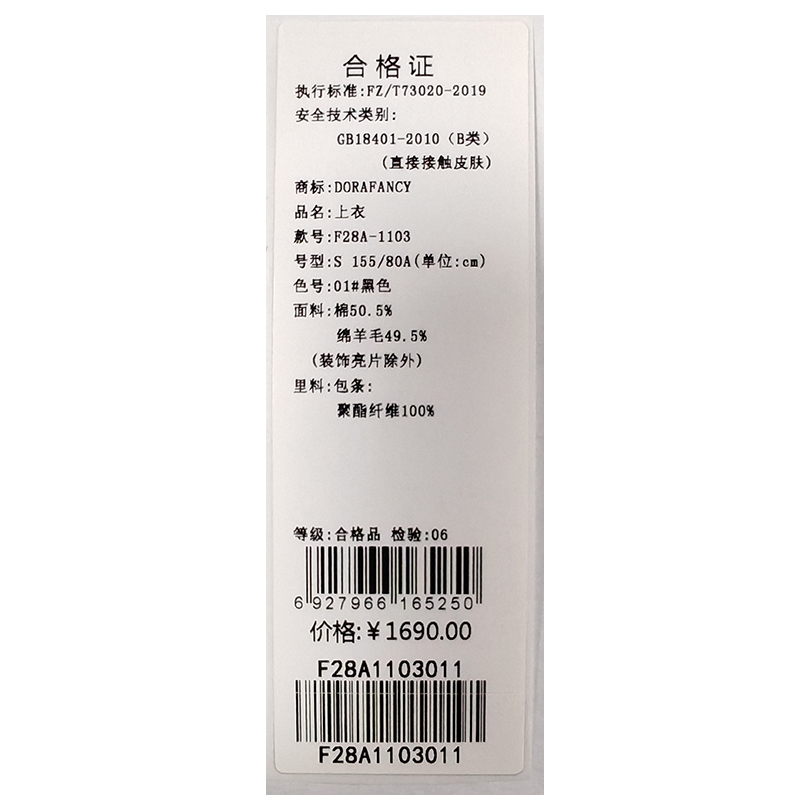 合格证
执行标准:FZ/T73020-2019
安全技术类别:
GB18401-2010（B类）
(直接接触皮肤)
商标:DORAFANCY
品名:上衣
款号:F28A-1103
号型:S 155/80A(单位:cm)
色号:01#黑色
面料:棉50.5%
绵羊毛49.5%
(装饰亮片除外)
里料:包条:
聚酯纤维100%
等级:合格品 检验:06
6 927966 165250
价格:￥1690.00
F28A1103011
F28A1103011